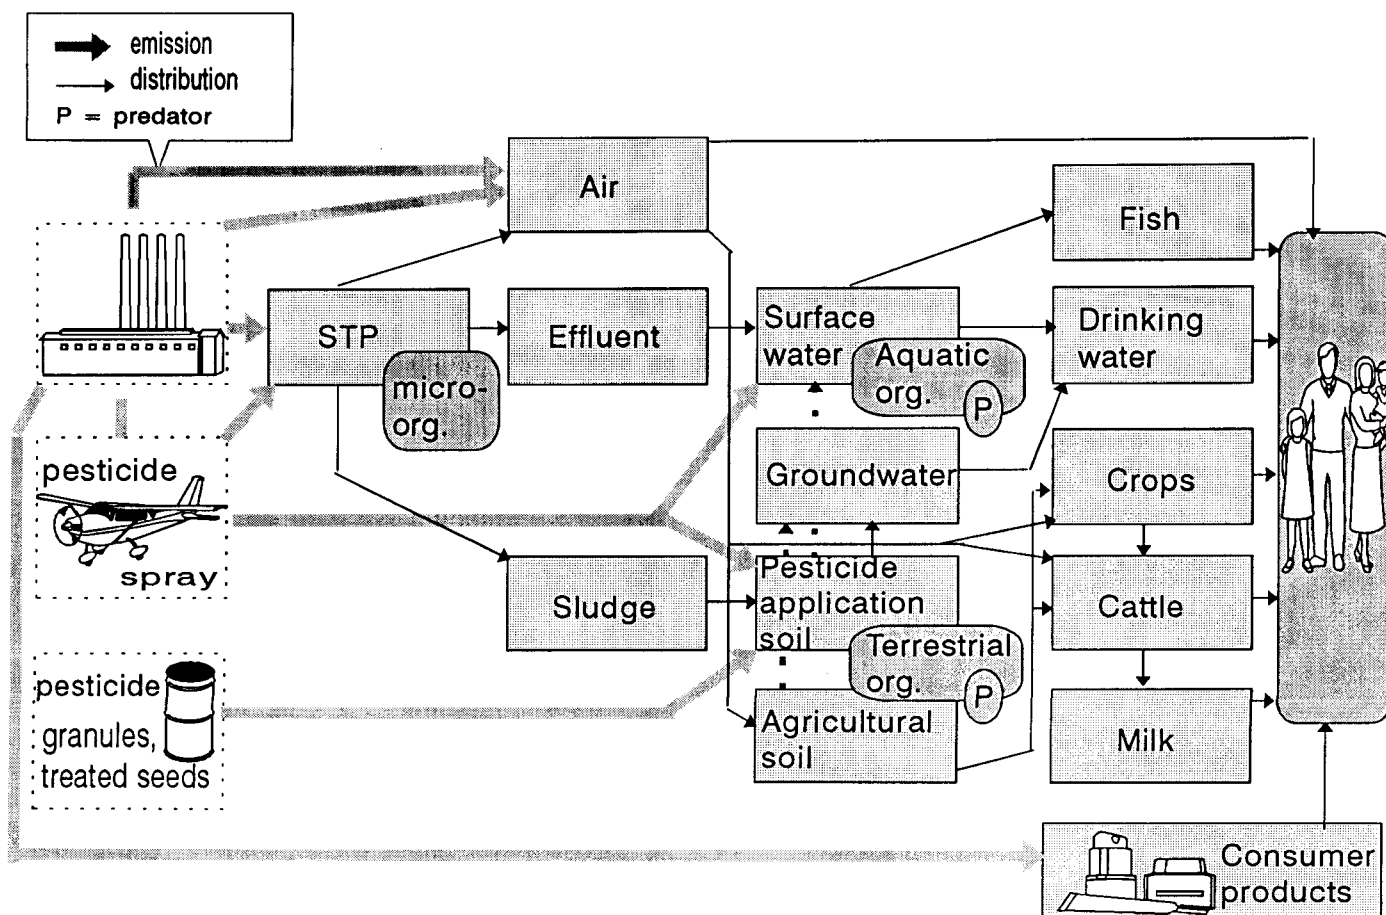 emission
distribution
P = predator
Air
Fish
STP
micro-
org.
Effluent
Surface
water
Aquatic
org.
P
Drinking
water
pesticide
spray
Groundwater
Crops
Sludge
Pesticide
application
soil
Terrestrial
org.
P
Cattle
pesticide
granules,
treated seeds
Agricultural
soil
Milk
Consumer
products